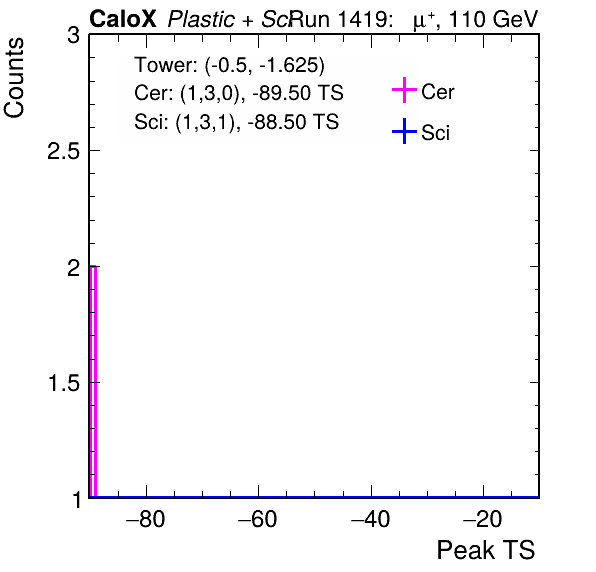 CaloX Plastic + Sci Run 1419: μ+, 110 GeV
Counts
3
2.5
2
1.5
1
Tower: (-0.5, -1.625)
Cer: (1,3,0), -89.50 TS
Sci: (1,3,1), -88.50 TS
Cer
Sci
−80 −60 −40 −20
Peak TS